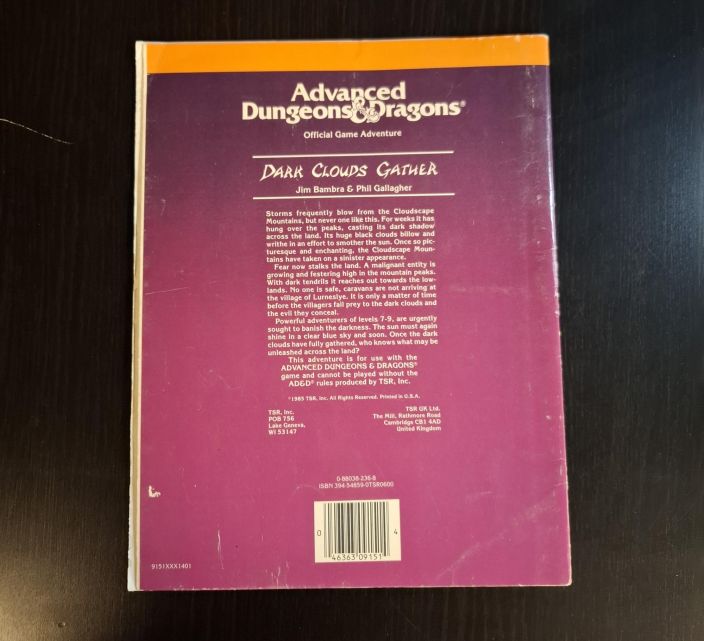 Advanced
Dungeons & Dragons®
Official Game Adventure
DARK CLOUDS GATHER
Jim Bambra & Phil Gallagher
Storms frequently blow from the Cloudscape
Mountains, but never one like this. For weeks it has
hung over the peaks, casting its dark shadow
across the land. Its huge black clouds billow and
writhe in an effort to smother the sun. Once so pic-
turesque and enchanting, the Cloudscape Moun-
tains have taken on a sinister appearance.
Fear now stalks the land. A malignant entity is
growing and festering high in the mountain peaks.
With dark tendrils it reaches out towards the low-
lands. No one is safe, caravans are not arriving at
the village of Lurneslye. It is only a matter of time
before the villagers fall prey to the dark clouds and
the evil they conceal.
Powerful adventurers of levels 7-9, are urgently
sought to banish the darkness. The sun must again
shine in a clear blue sky and soon. Once the dark
clouds have fully gathered, who knows what may be
unleashed across the land?
This adventure is for use with the
ADVANCED DUNGEONS & DRAGONS®
game and cannot be played without the
AD&D® rules produced by TSR, Inc.
©1985 TSR, Inc. All Rights Reserved. Printed in U.S.A.
TSR, Inc.
POB 756
Lake Geneva,
WI 53147
TSR UK Ltd.
The Mill, Rathmore Road
Cambridge CB1 4AD
United Kingdom
0-88038-236-8
ISBN 394-54859-0TSR0600
0 46363 09151 4
9151XXX1401